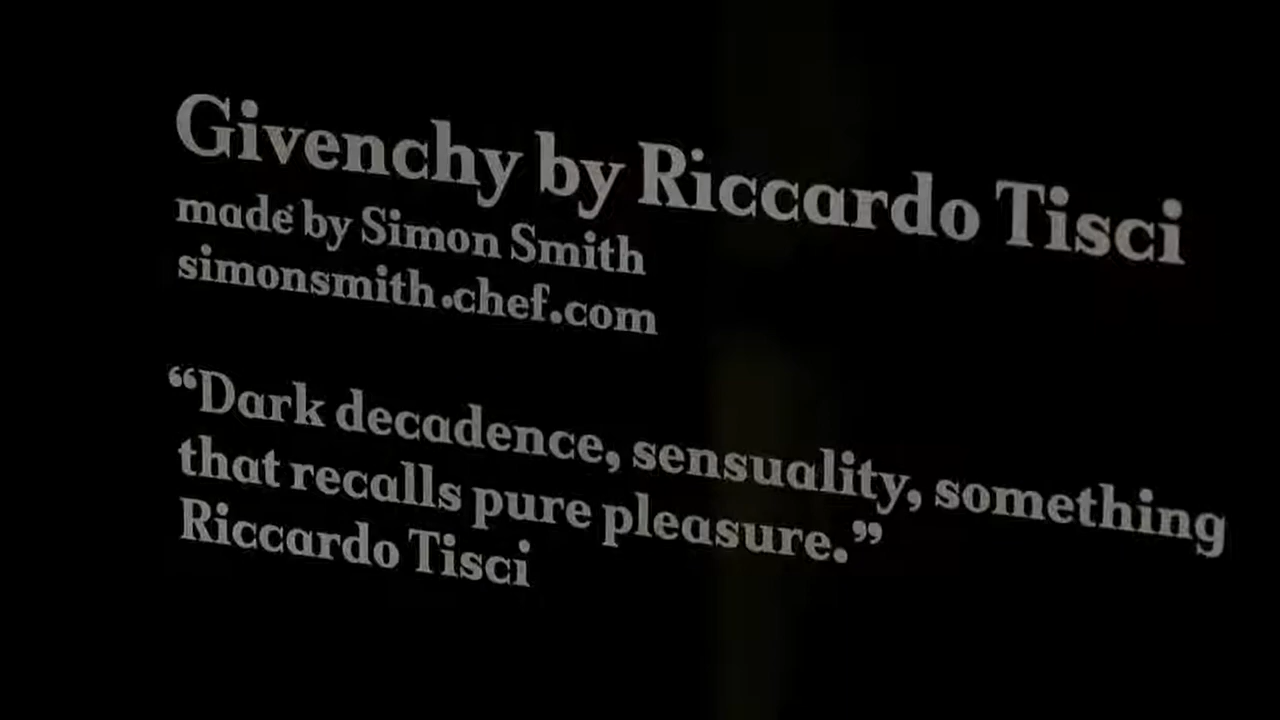 Givenchy by Riccardo Tisci
made by Simon Smith
simonsmith.chef.com
“Dark decadence, sensuality, something
that recalls pure pleasure.”
Riccardo Tisci